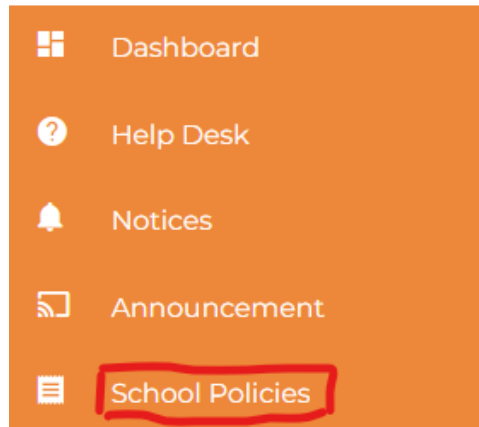 Dashboard
Help Desk
Notices
Announcement
School Policies